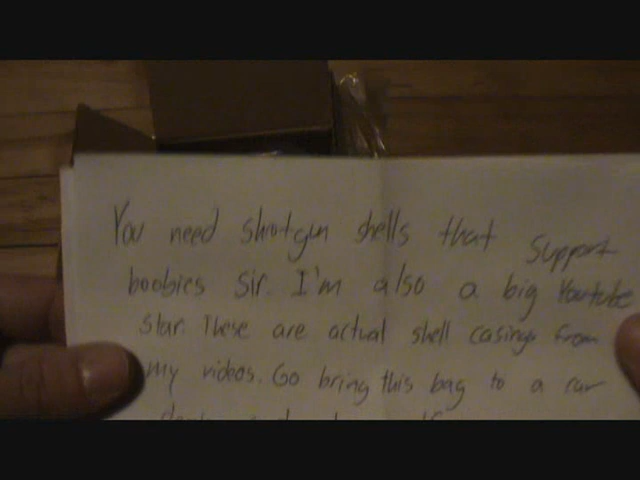 You need shotgun shells that support
boobies Sir. I'm also a big Youtube
Star. These are actual shell casings from
my videos. Go bring this bag to a car